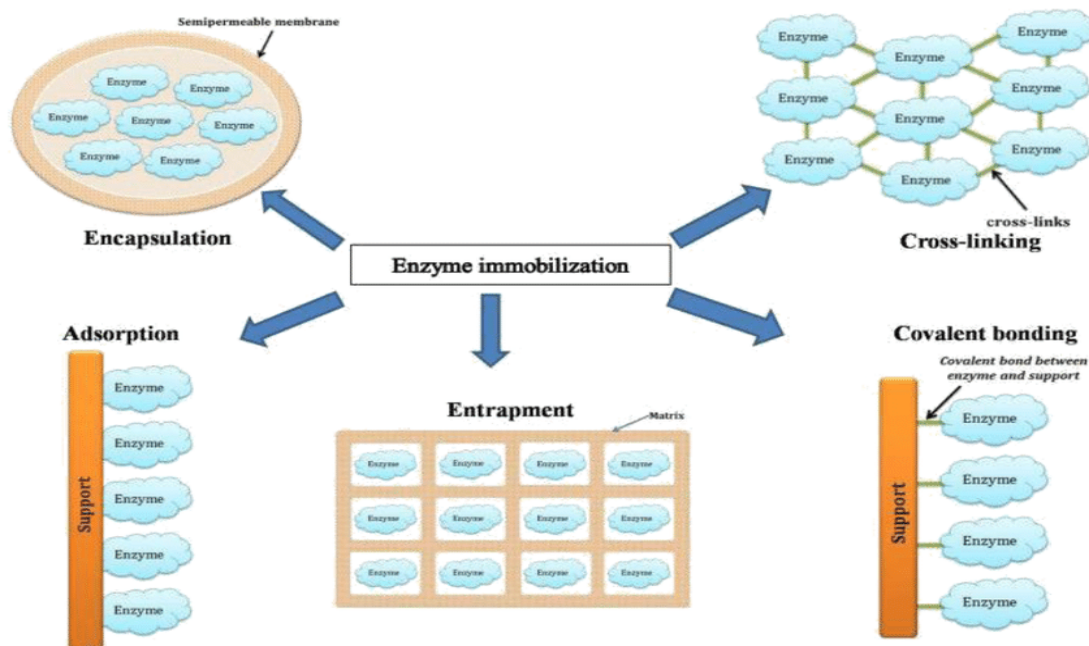 Semipermeable membrane
Enzyme
Enzyme
Enzyme
Enzyme
Enzyme
Enzyme
Enzyme
Encapsulation
Enzyme
Enzyme
Enzyme
Enzyme
Enzyme
Enzyme
Enzyme
Enzyme
Enzyme
cross-links
Cross-linking
Enzyme immobilization
Adsorption
Support
Enzyme
Enzyme
Enzyme
Enzyme
Enzyme
Entrapment
Matrix
Enzyme Enzyme Enzyme Enzyme
Enzyme Enzyme Enzyme Enzyme
Enzyme Enzyme Enzyme Enzyme
Covalent bonding
Covalent bond between
enzyme and support
Support
Enzyme
Enzyme
Enzyme
Enzyme